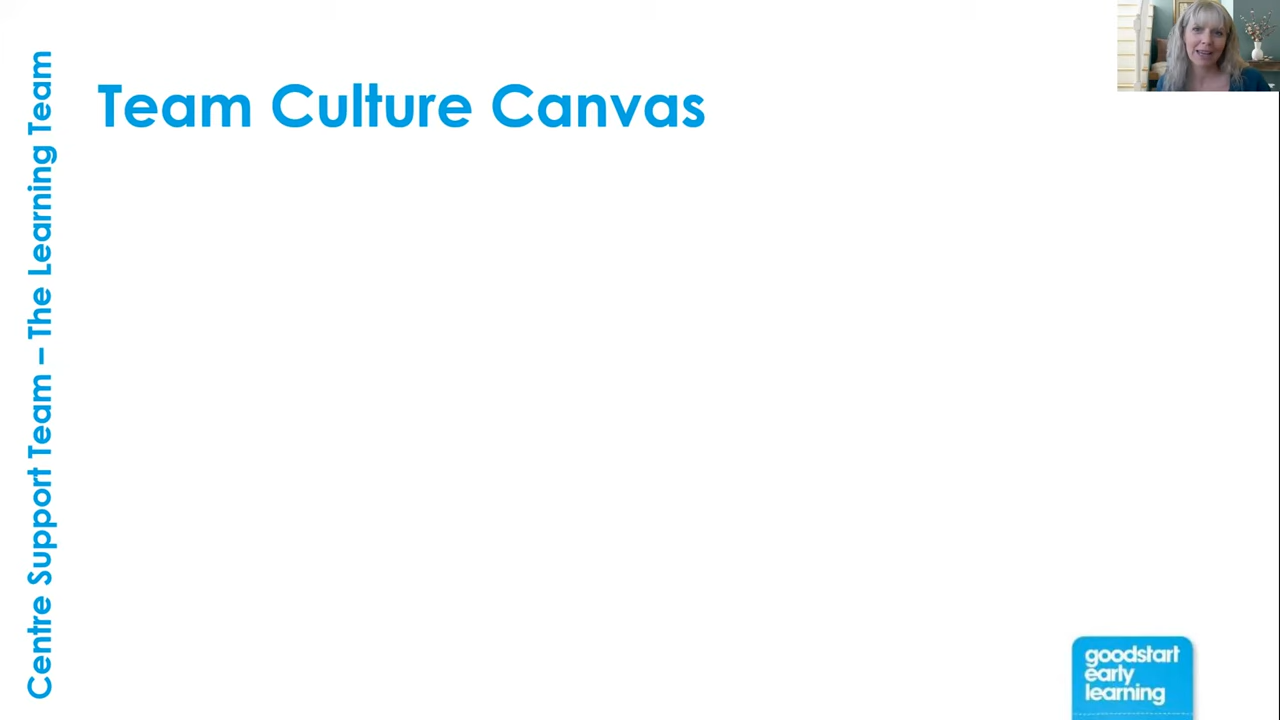 Team Culture Canvas
Centre Support Team – The Learning Team
goodstart
early
learning